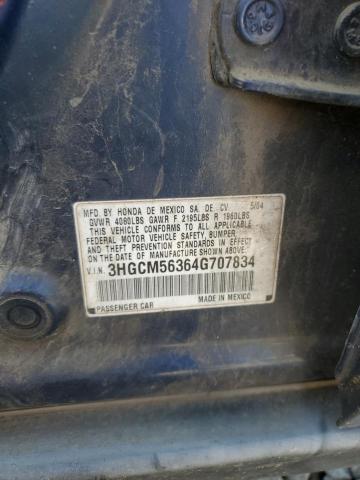 MFD. BY HONDA DE MEXICO SA. DE CV 5/04
GVWR 4080LBS GAWR F 2195LBS R 1960LBS
THIS VEHICLE CONFORMS TO ALL APPLICABLE
FEDERAL MOTOR VEHICLE SAFETY, BUMPER,
AND THEFT PREVENTION STANDARDS IN EFFECT
ON THE DATE OF MANUFACTURE SHOWN ABOVE.
V.I.N. 3HGCM56364G707834
PASSENGER CAR MADE IN MEXICO